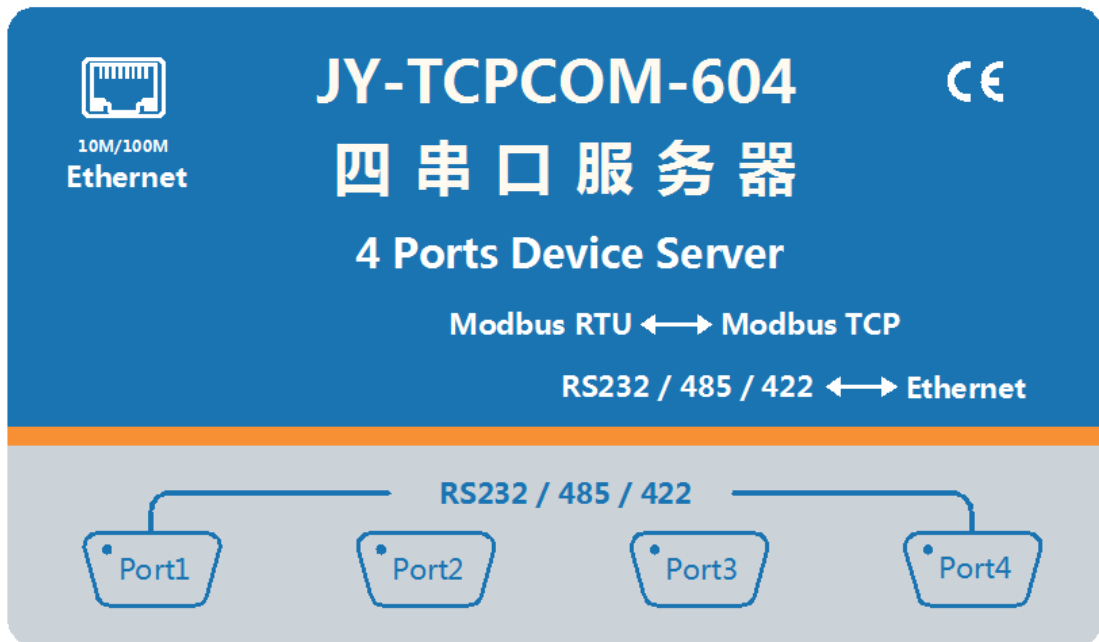 JY-TCPCOM-604
CE
10M/100M
Ethernet
四串口服务器
4 Ports Device Server
Modbus RTU ⟷ Modbus TCP
RS232 / 485 / 422 ⟷ Ethernet
RS232 / 485 / 422
Port1 Port2 Port3 Port4